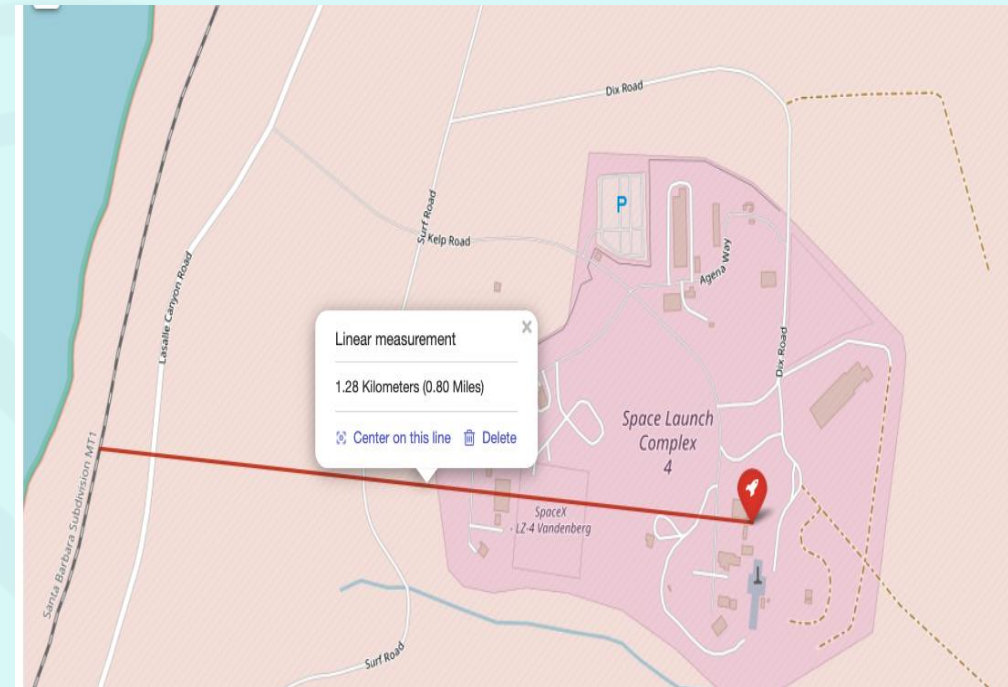 Dix Road
Surf Road
Kelp Road
P
Agena Way
Lasalle Canyon Road
Dix Road
Linear measurement
×
1.28 Kilometers (0.80 Miles)
Center on this line Delete
Space Launch
Complex
4
SpaceX
- LZ-4 Vandenberg
Santa Barbara Subdivision MT1
Surf Road